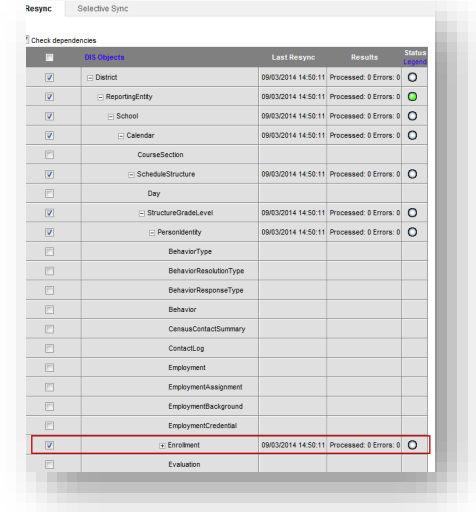 Resync Selective Sync
Check dependencies
DIS Objects Last Resync Results Status
Legend
District 09/03/2014 14:50:11 Processed: 0 Errors: 0
ReportingEntity 09/03/2014 14:50:11 Processed: 0 Errors: 0
School 09/03/2014 14:50:11 Processed: 0 Errors: 0
Calendar 09/03/2014 14:50:11 Processed: 0 Errors: 0
CourseSection
ScheduleStructure 09/03/2014 14:50:11 Processed: 0 Errors: 0
Day
StructureGradeLevel 09/03/2014 14:50:11 Processed: 0 Errors: 0
PersonIdentity 09/03/2014 14:50:11 Processed: 0 Errors: 0
BehaviorType
BehaviorResolutionType
BehaviorResponseType
Behavior
CensusContactSummary
ContactLog
Employment
EmploymentAssignment
EmploymentBackground
EmploymentCredential
Enrollment 09/03/2014 14:50:11 Processed: 0 Errors: 0
Evaluation